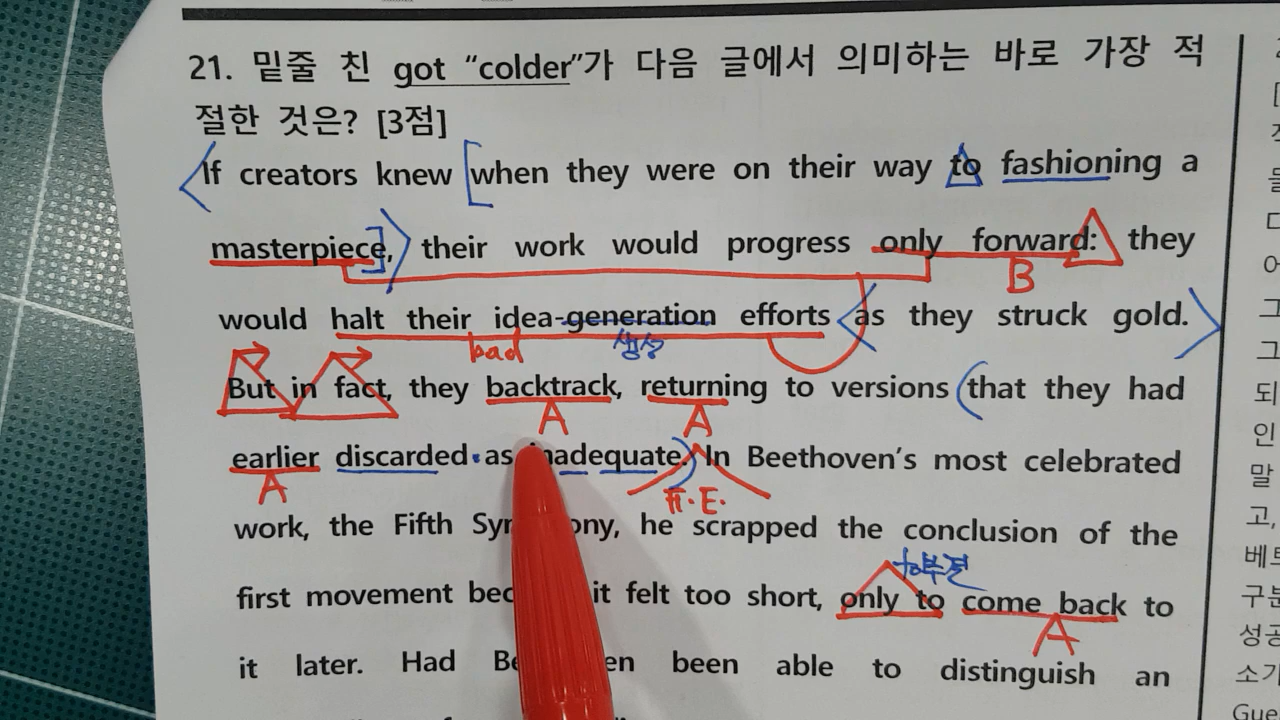 21. 밑줄 친 got “colder”가 다음 글에서 의미하는 바로 가장 적
절한 것은? [3점]
If creators knew when they were on their way to fashioning a
masterpiece, their work would progress only forward: they
B
would halt their idea-generation efforts as they struck gold.
bad 생성
But in fact, they backtrack, returning to versions that they had
A A
earlier discarded as inadequate. In Beethoven's most celebrated
A
work, the Fifth ony, he scrapped the conclusion of the
first movement it felt too short, only to come back to
A
it later. Had been able to distinguish an